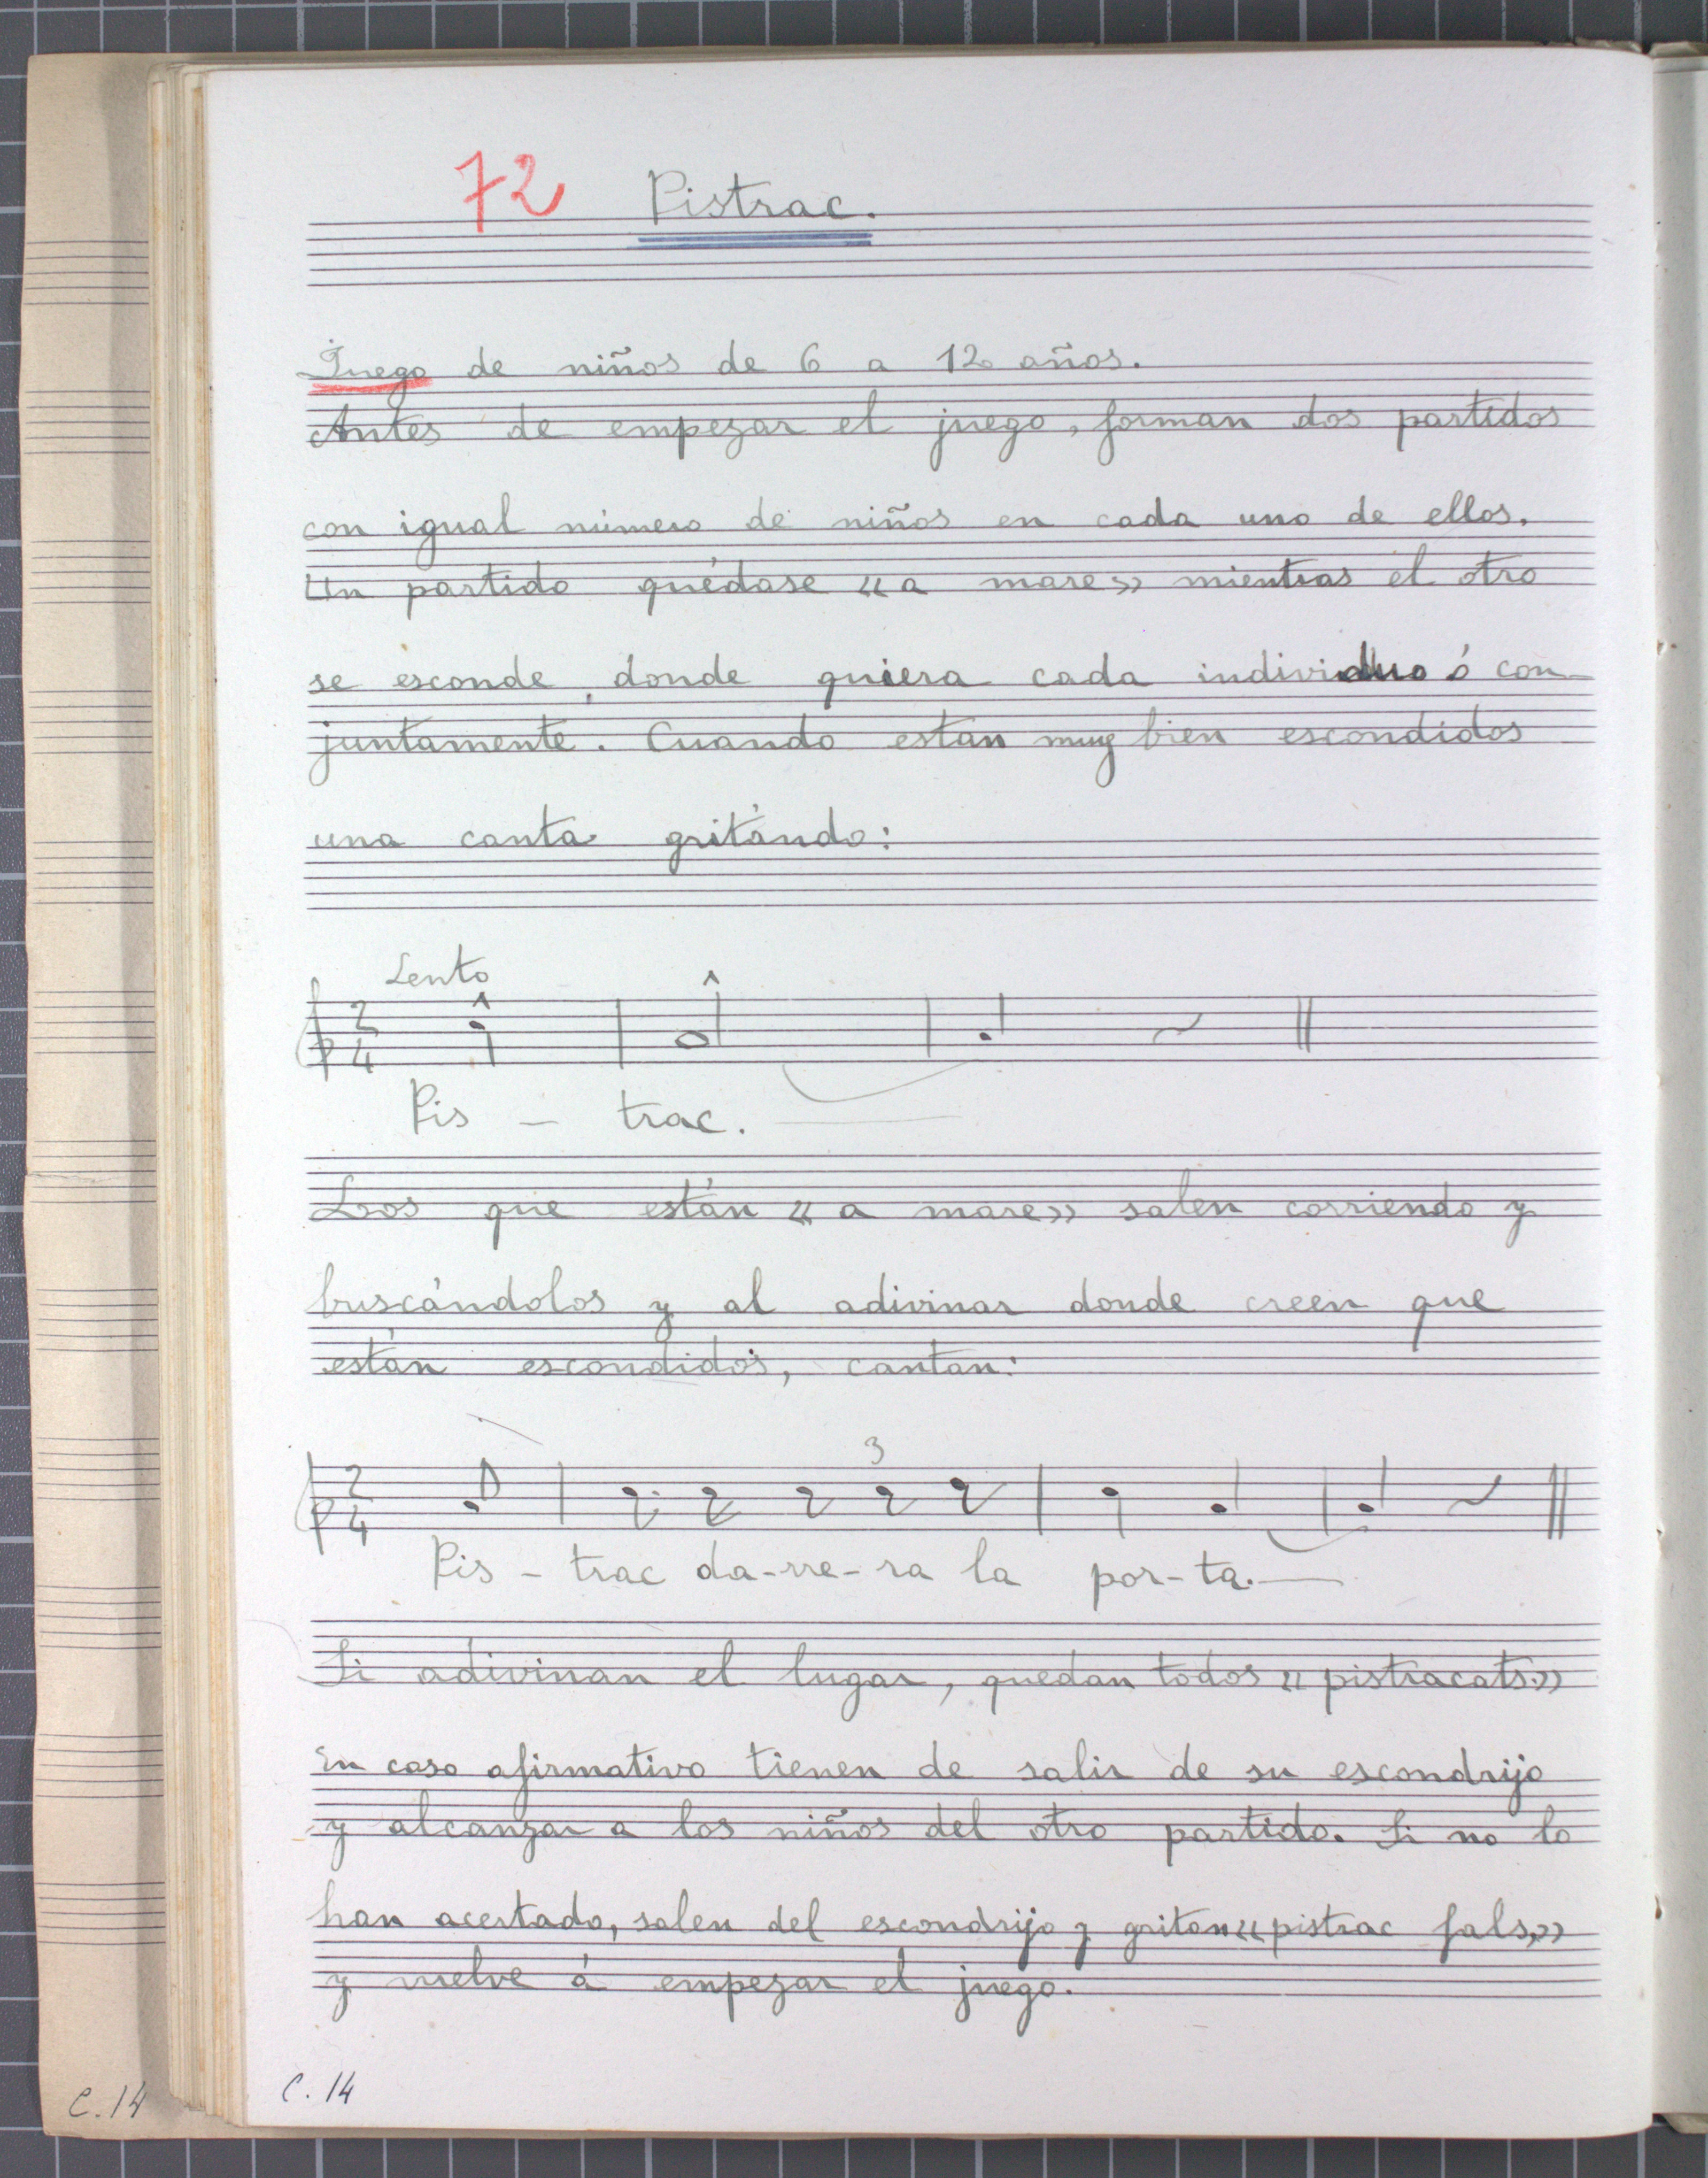 72 Pistrac.
Juego de niños de 6 a 12 años.
Antes de empezar el juego, forman dos partidos
con igual número de niños en cada uno de ellos.
Un partido quédase «a mare» mientras el otro
se esconde donde quiera cada individuo ó con-
juntamente. Cuando estan muy bien escondidos
una canta gritándo:
Lento
2
4
Pis - trac.
Los que están «a mare» salen corriendo y
buscándolos y al adivinar donde creen que
están escondidos, cantan:
3
2
4
Pis - trac da-rre-ra la por-ta.
Si adivinan el lugar, quedan todos «pistracats.»
En caso afirmativo tienen de salir de su escondrijo
y alcanzar a los niños del otro partido. Si no lo
han acertado, salen del escondrijo y gritan «pistrac fals,»
y vuelve á empezar el juego.
C. 14
C. 14